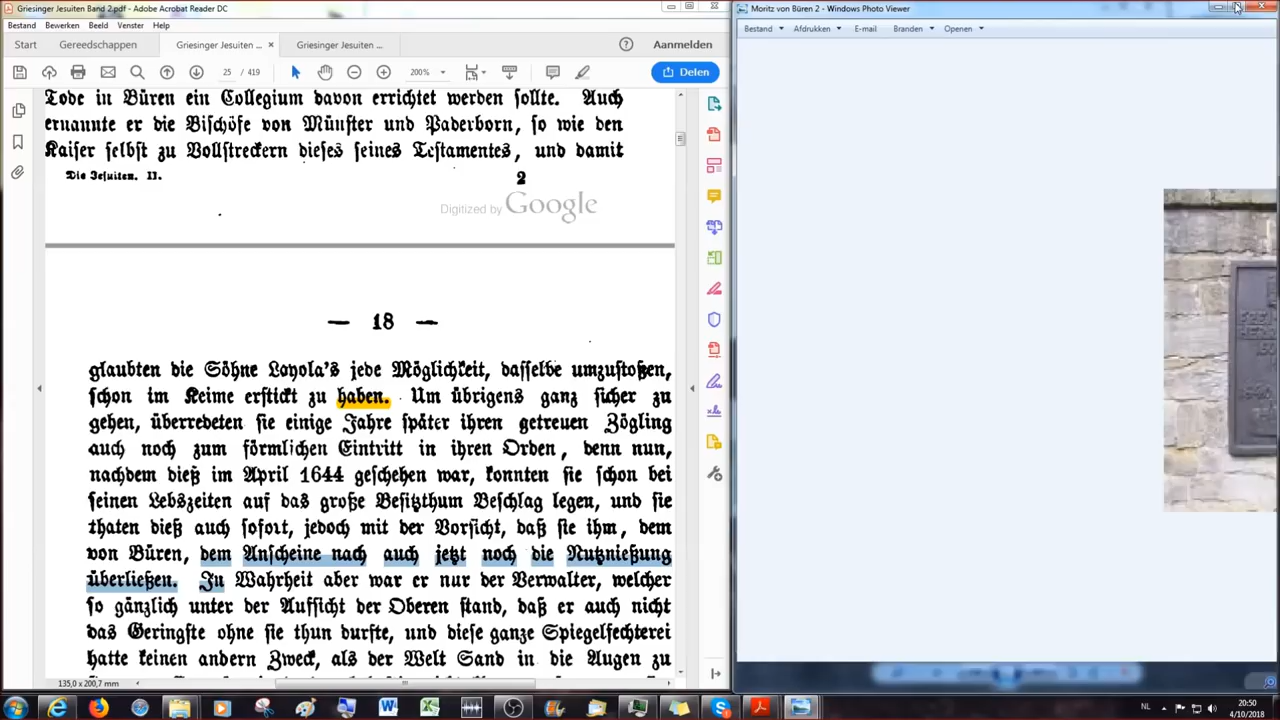 Griesinger Jesuiten Band 2.pdf - Adobe Acrobat Reader DC
Bestand Bewerken Beeld Venster Help
Start Gereedschappen Griesinger Jesuiten ... × Griesinger Jesuiten ... Aanmelden
25 / 419 200% Delen
Tode in Büren ein Collegium davon errichtet werden sollte. Auch
ernannte er die Bischöfe von Münster und Paderborn, so wie den
Kaiser selbst zu Vollstreckern dieses seines Testamentes, und damit
Die Jesuiten. II. 2
Digitized by Google
— 18 —
glaubten die Söhne Loyola's jede Möglichkeit, dasselbe umzustoßen,
schon im Keime erstickt zu haben. Um übrigens ganz sicher zu
gehen, überredeten sie einige Jahre später ihren getreuen Zögling
auch noch zum förmlichen Eintritt in ihren Orden, denn nun,
nachdem dieß im April 1644 geschehen war, konnten sie schon bei
seinen Lebszeiten auf das große Besitzthum Beschlag legen, und sie
thaten dieß auch sofort, jedoch mit der Vorsicht, daß sie ihm, dem
von Büren, dem Anscheine nach auch jetzt noch die Nutznießung
überließen. In Wahrheit aber war er nur der Verwalter, welcher
so gänzlich unter der Aufsicht der Oberen stand, daß er auch nicht
das Geringste ohne sie thun durfte, und diese ganze Spiegelfechterei
hatte keinen andern Zweck, als der Welt Sand in die Augen zu
135,0 x 200,7 mm
Moritz von Büren 2 - Windows Photo Viewer
Bestand Afdrukken E-mail Branden Openen
NL 20:50
4/10/2018